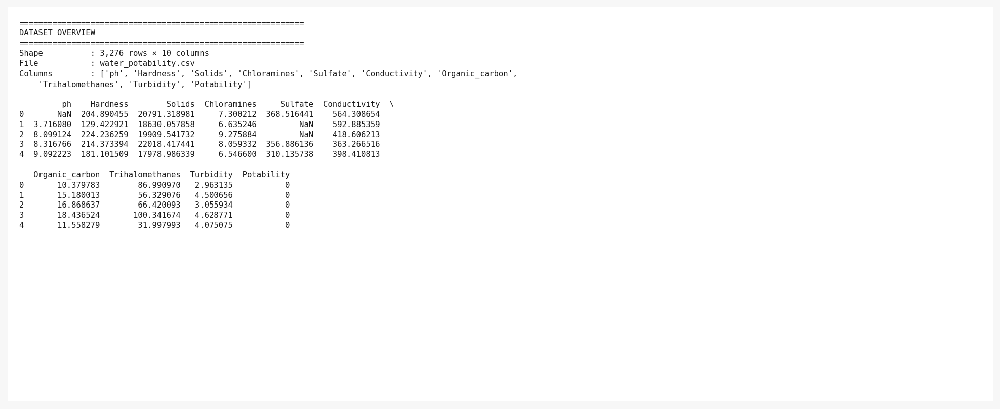 ============================================================
DATASET OVERVIEW
============================================================
Shape          : 3,276 rows × 10 columns
File           : water_potability.csv
Columns        : ['ph', 'Hardness', 'Solids', 'Chloramines', 'Sulfate', 'Conductivity', 'Organic_carbon',
    'Trihalomethanes', 'Turbidity', 'Potability']

         ph    Hardness        Solids  Chloramines     Sulfate  Conductivity  \
0       NaN  204.890455  20791.318981     7.300212  368.516441    564.308654
1  3.716080  129.422921  18630.057858     6.635246         NaN    592.885359
2  8.099124  224.236259  19909.541732     9.275884         NaN    418.606213
3  8.316766  214.373394  22018.417441     8.059332  356.886136    363.266516
4  9.092223  181.101509  17978.986339     6.546600  310.135738    398.410813

   Organic_carbon  Trihalomethanes  Turbidity  Potability
0       10.379783        86.990970   2.963135           0
1       15.180013        56.329076   4.500656           0
2       16.868637        66.420093   3.055934           0
3       18.436524       100.341674   4.628771           0
4       11.558279        31.997993   4.075075           0